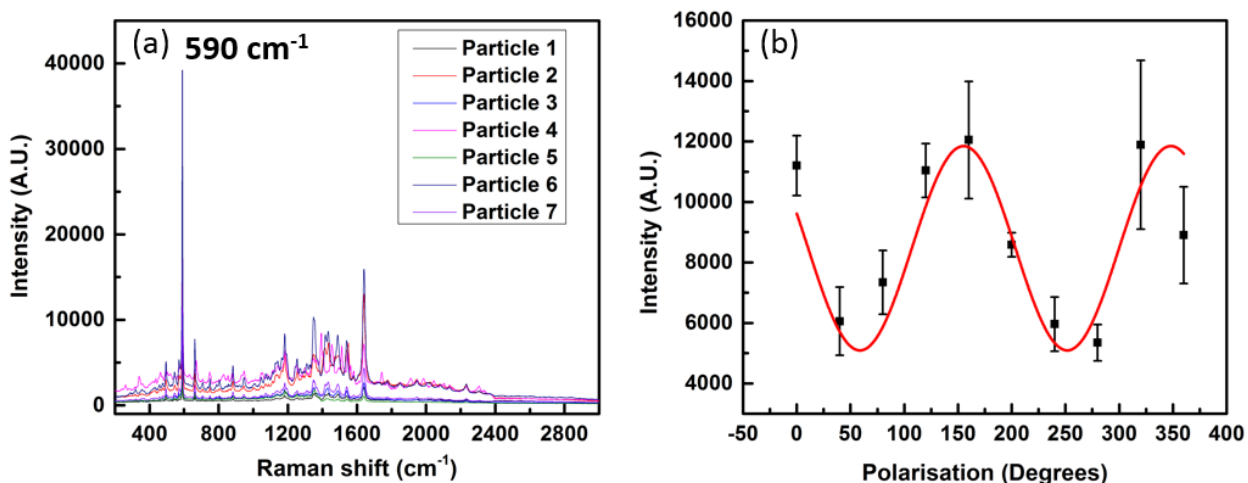 (a) 590 cm⁻¹
Particle 1
Particle 2
Particle 3
Particle 4
Particle 5
Particle 6
Particle 7
40000
30000
20000
10000
0
Intensity (A.U.)
400 800 1200 1600 2000 2400 2800
Raman shift (cm⁻¹)
(b)
16000
14000
12000
10000
8000
6000
4000
Intensity (A.U.)
-50 0 50 100 150 200 250 300 350 400
Polarisation (Degrees)